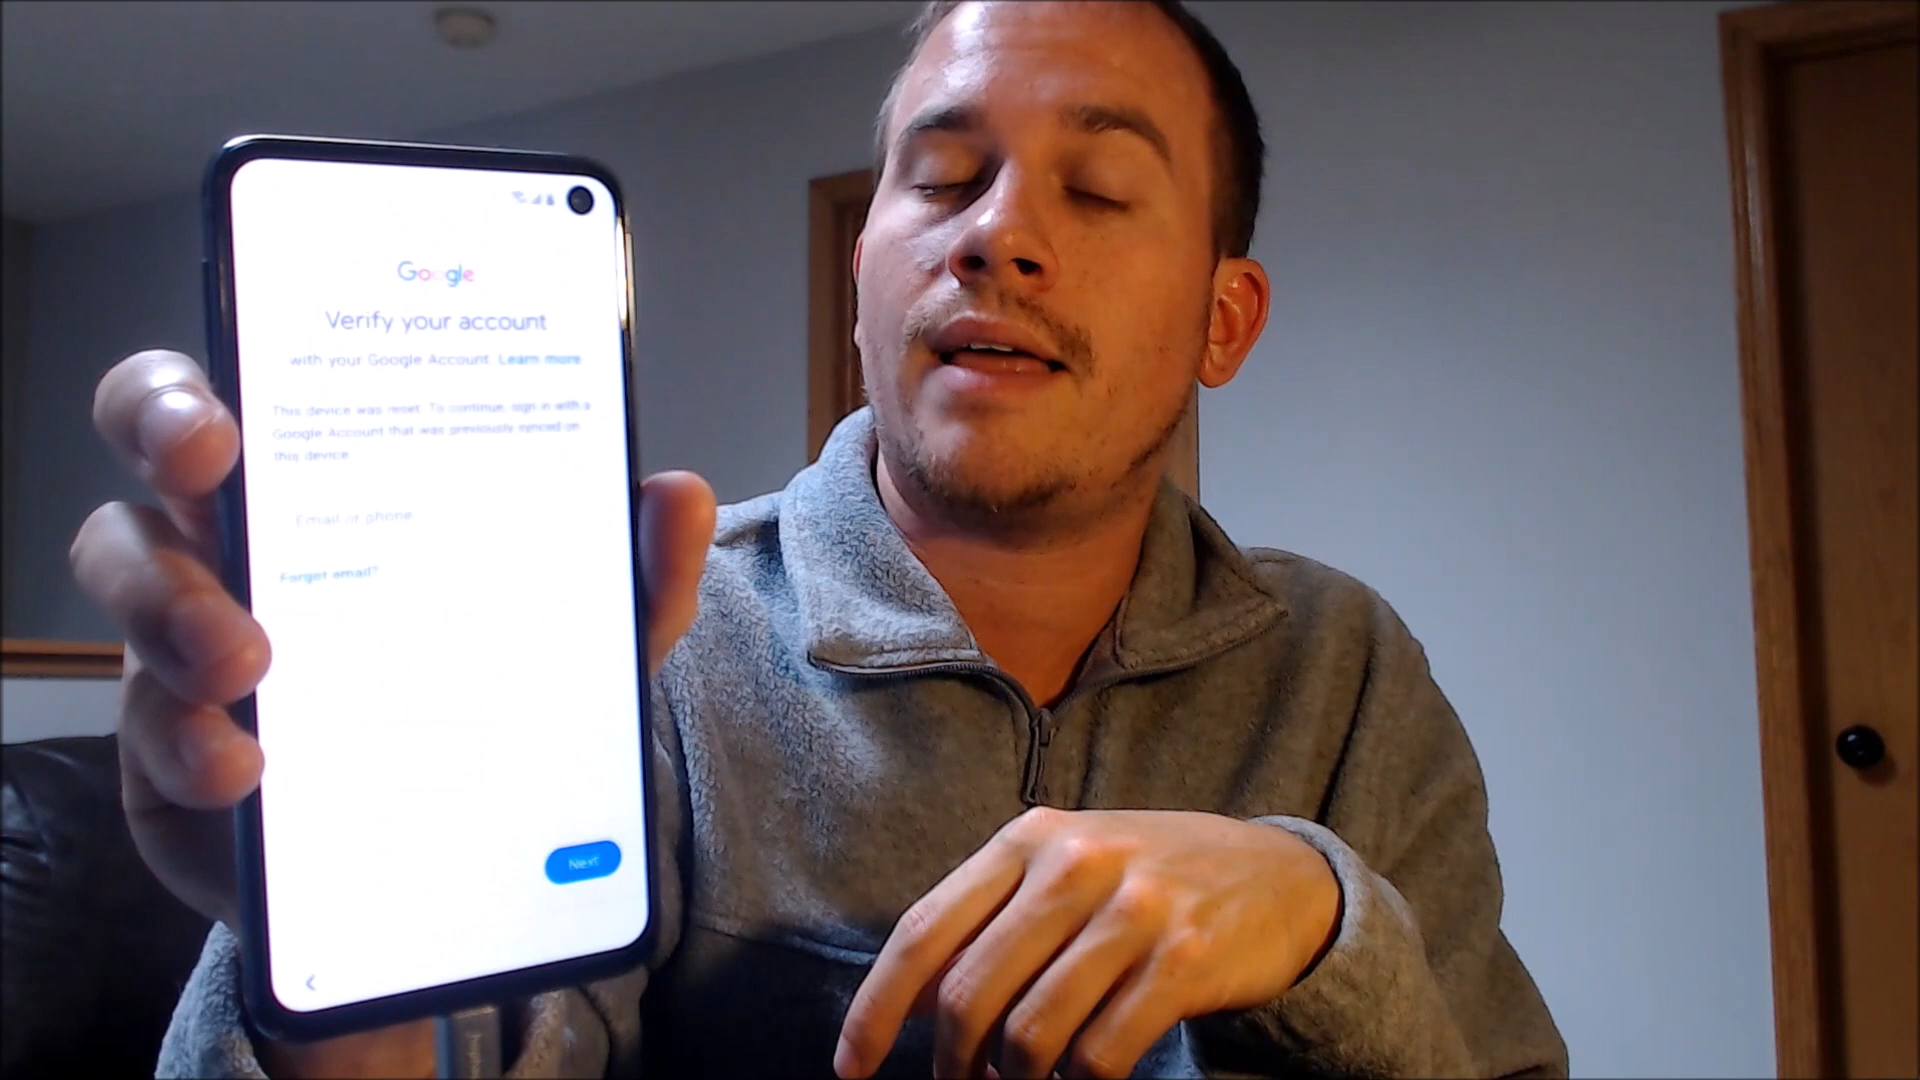 Google
Verify your account
with your Google Account. Learn more
This device was reset. To continue, sign in with a
Google Account that was previously synced on
this device.
Email or phone
Forgot email?
Next